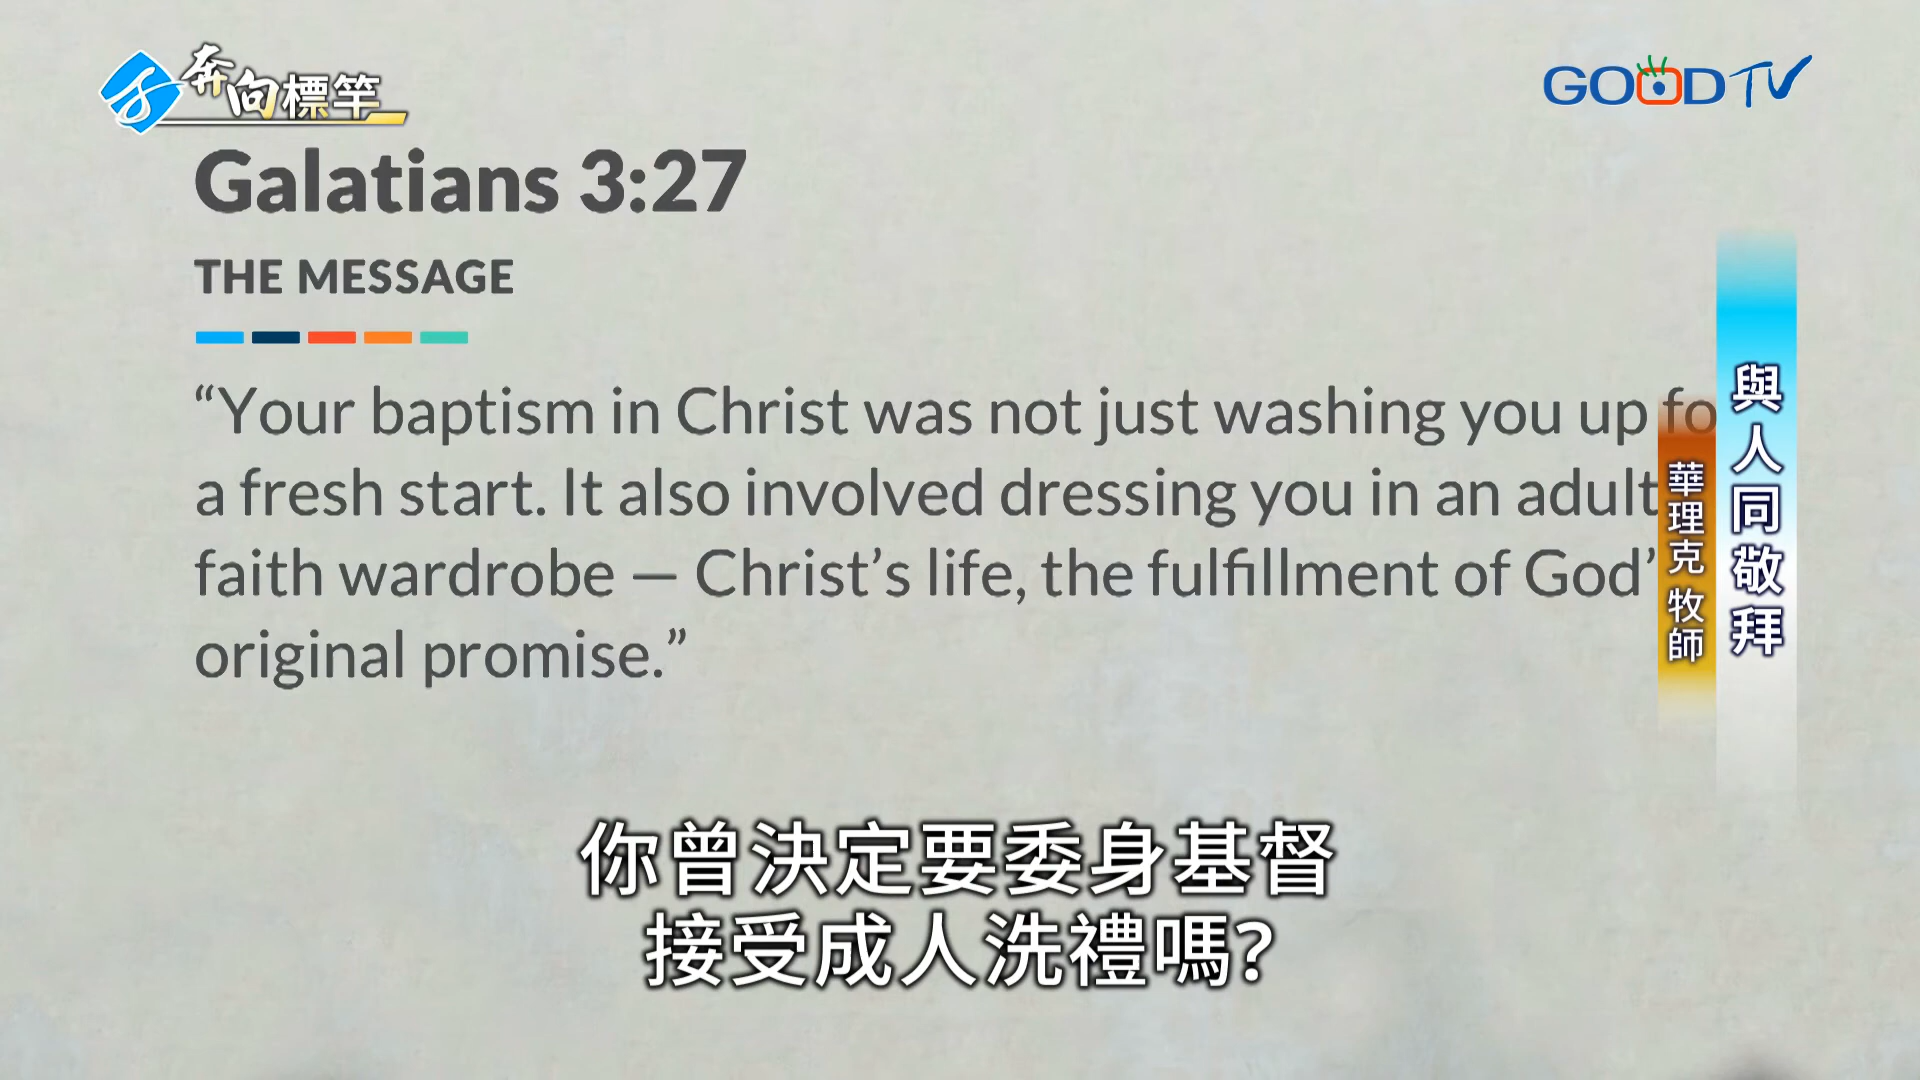 奔向標竿
GOOD TV
Galatians 3:27
THE MESSAGE
“Your baptism in Christ was not just washing you up fo
a fresh start. It also involved dressing you in an adult
faith wardrobe — Christ’s life, the fulfillment of God’
original promise.”
與人同敬拜
華理克 牧師
你曾決定要委身基督
接受成人洗禮嗎?